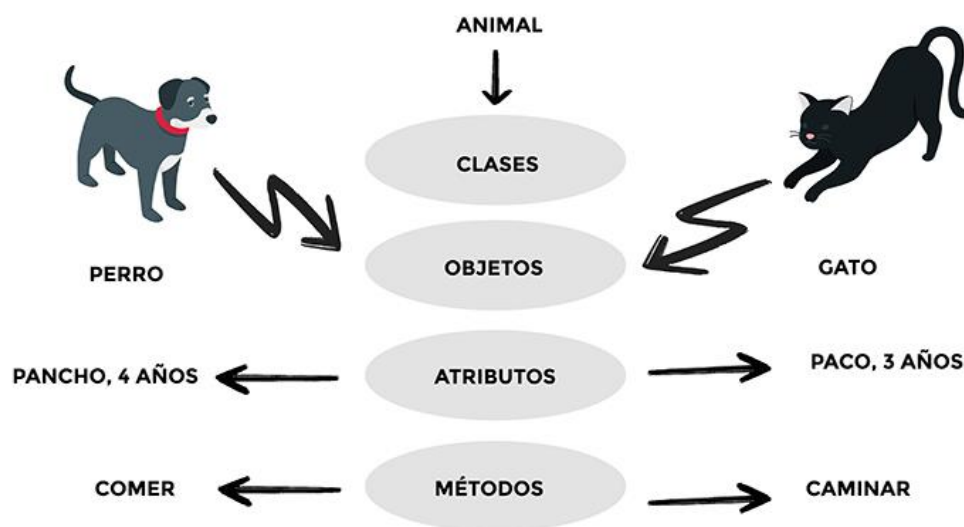 ANIMAL
CLASES
OBJETOS
PERRO
GATO
PANCHO, 4 AÑOS
ATRIBUTOS
PACO, 3 AÑOS
COMER
MÉTODOS
CAMINAR